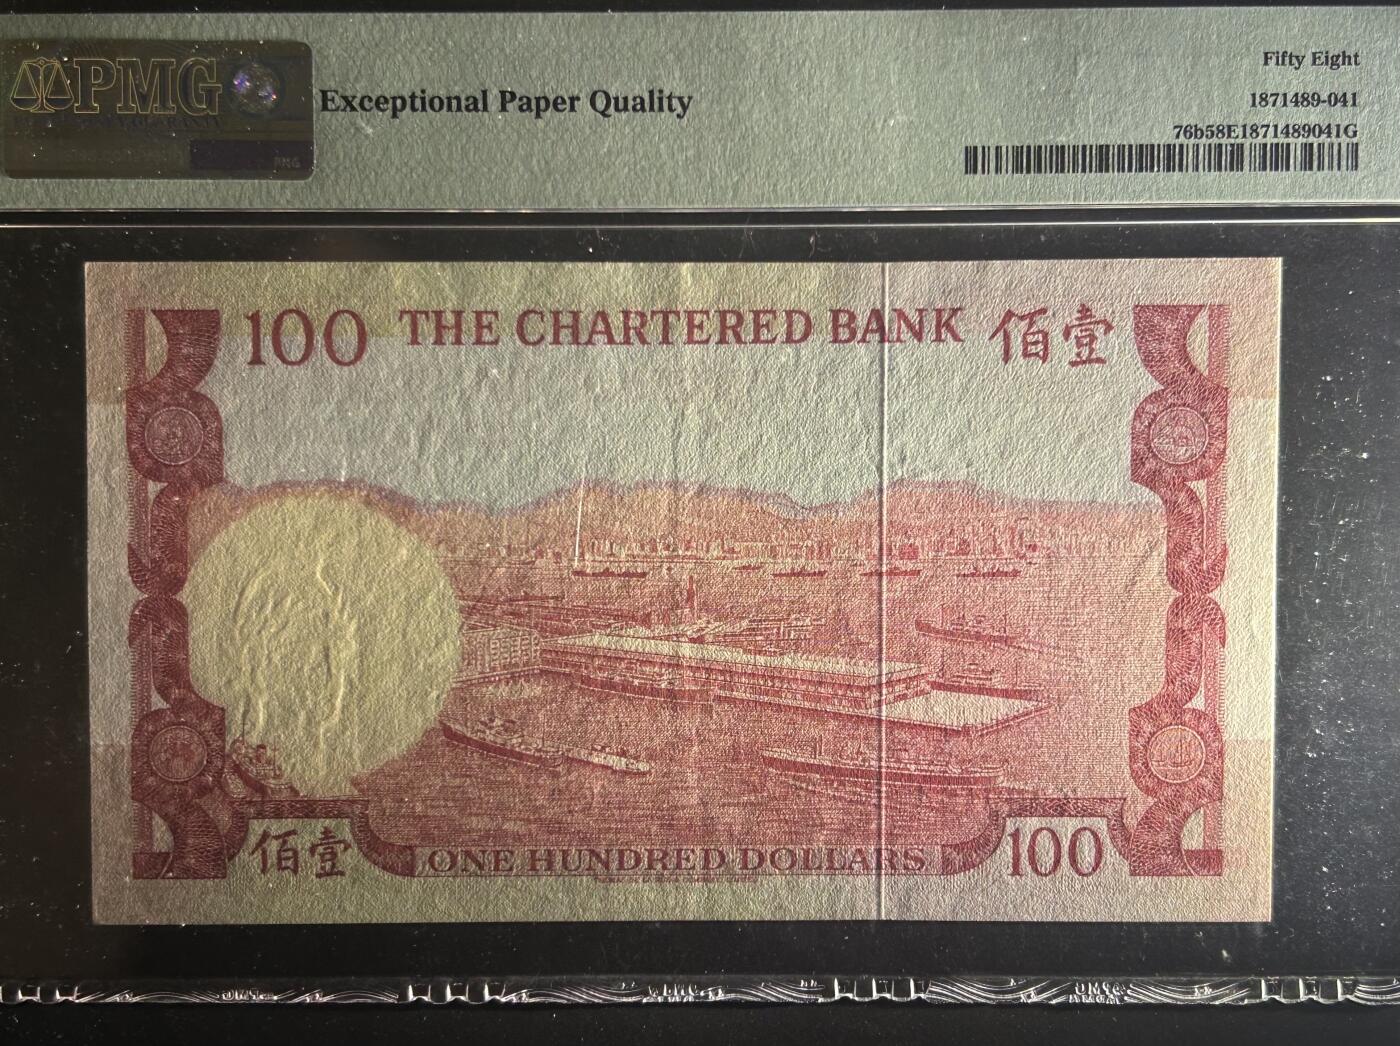 PMG
Exceptional Paper Quality
Fifty Eight
1871489-041
76b58E1871489041G
PMG
100 THE CHARTERED BANK 佰壹
佰壹 ONE HUNDRED DOLLARS 100